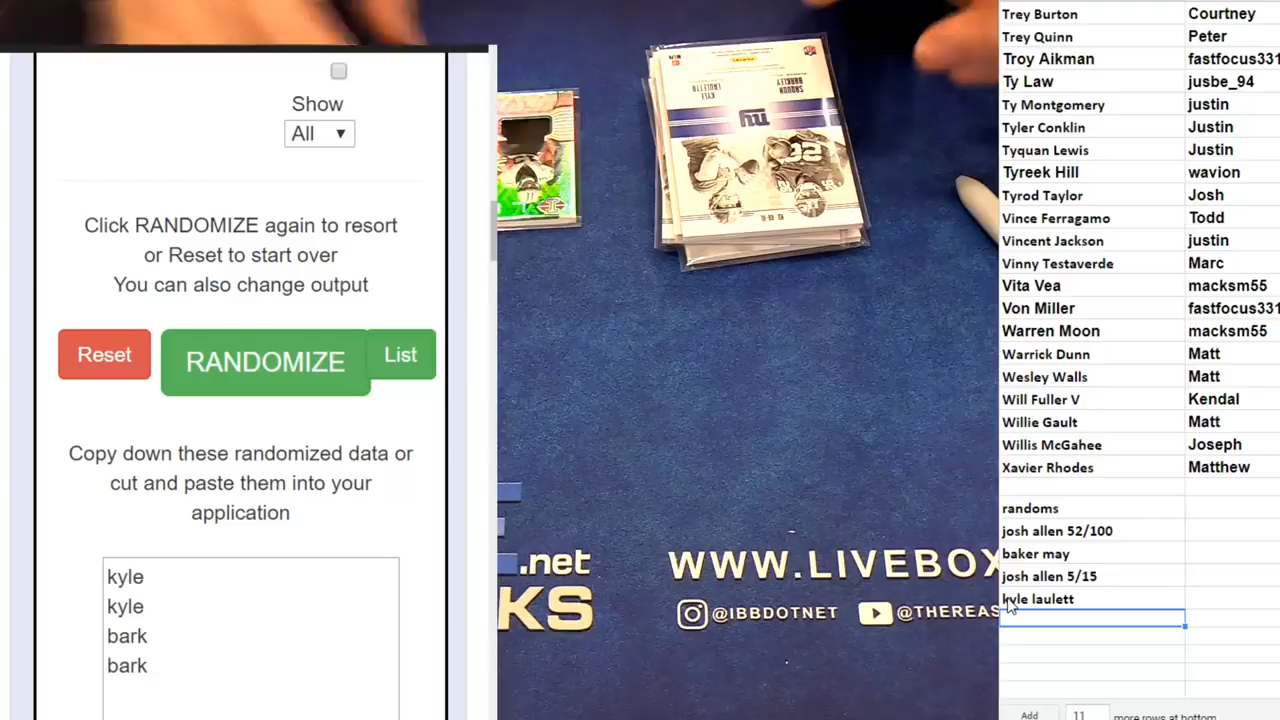 Show
All ▼
Click RANDOMIZE again to resort
or Reset to start over
You can also change output
Reset
RANDOMIZE
List
Copy down these randomized data or
cut and paste them into your
application
kyle
kyle
bark
bark
KYLE
LAULETTA
SAQUON
BARKLEY
NY
.net
KS
WWW.LIVEBOX
@IBBDOTNET
@THEREAS
Trey Burton Courtney
Trey Quinn Peter
Troy Aikman fastfocus331
Ty Law jusbe_94
Ty Montgomery justin
Tyler Conklin Justin
Tyquan Lewis Justin
Tyreek Hill wavion
Tyrod Taylor Josh
Vince Ferragamo Todd
Vincent Jackson justin
Vinny Testaverde Marc
Vita Vea macksm55
Von Miller fastfocus331
Warren Moon macksm55
Warrick Dunn Matt
Wesley Walls Matt
Will Fuller V Kendal
Willie Gault Matt
Willis McGahee Joseph
Xavier Rhodes Matthew
randoms
josh allen 52/100
baker may
josh allen 5/15
kyle laulett
Add 11 more rows at bottom